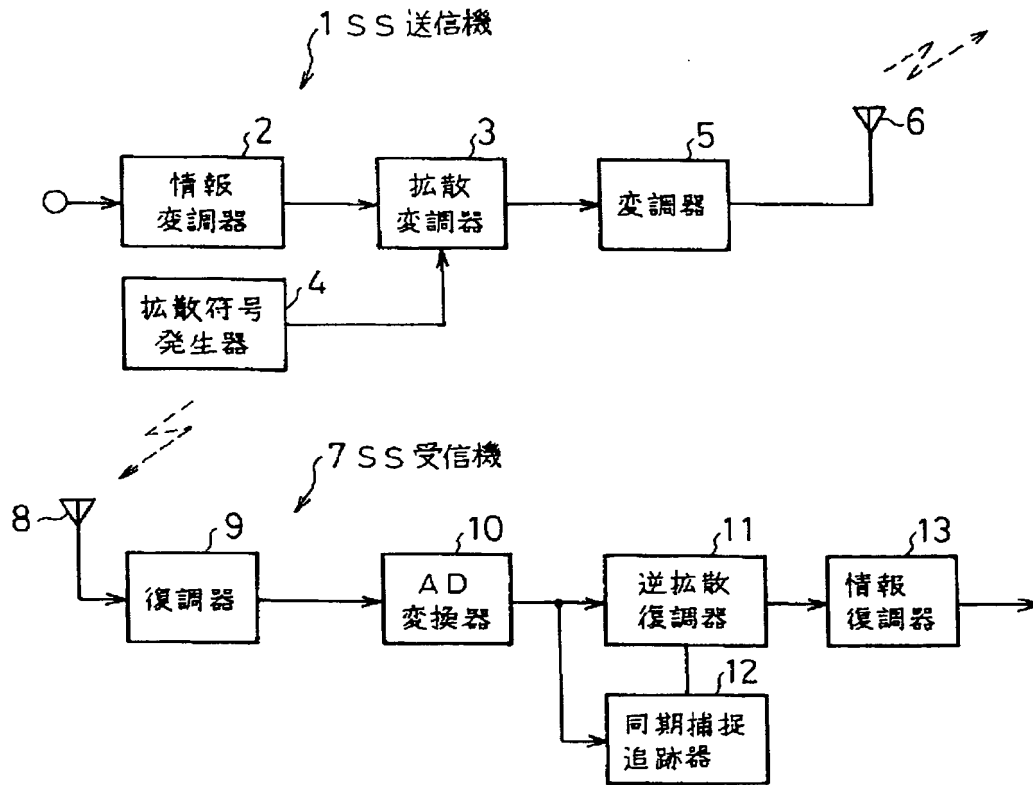 1 SS送信機
2
3
5
6
情報
変調器
拡散
変調器
変調器
4
拡散符号
発生器
7 SS受信機
8
9
10
11
13
復調器
AD
変換器
逆拡散
復調器
情報
復調器
12
同期捕捉
追跡器